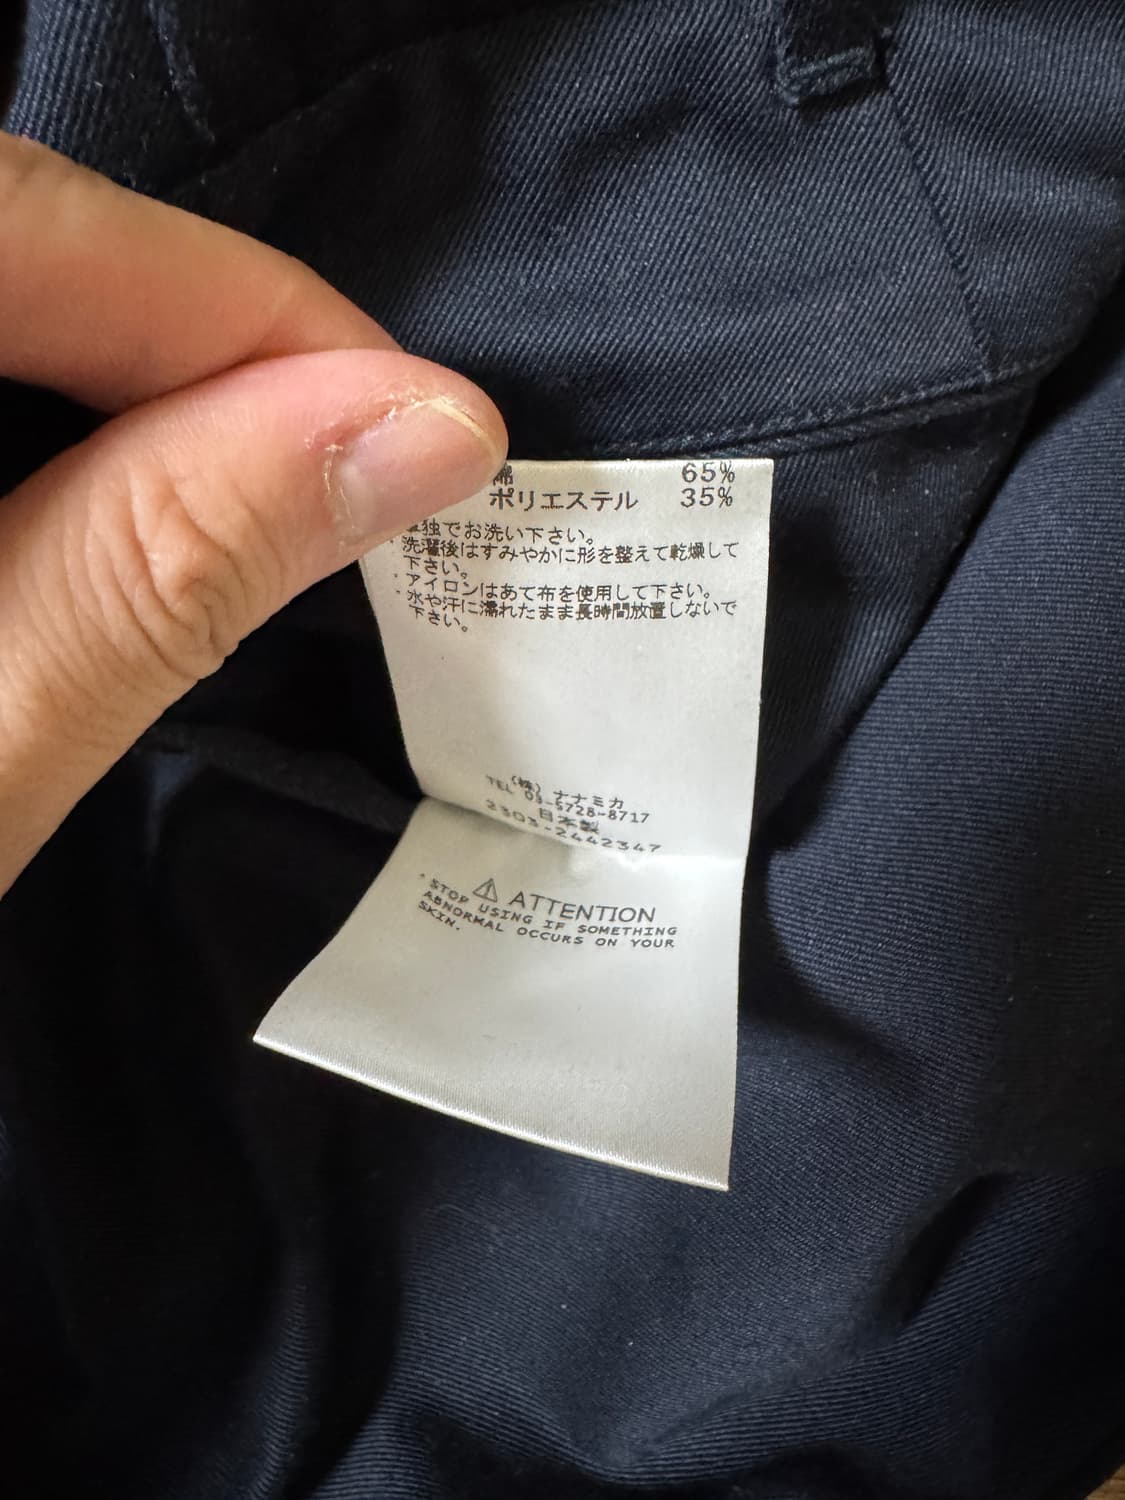 綿 65%
ポリエステル 35%
独でお洗い下さい。
・洗濯後はすみやかに形を整えて乾燥して
下さい。
・アイロンはあて布を使用して下さい。
・水や汗に濡れたまま長時間放置しないで
下さい。
(株) ナナミカ
TEL 03-5728-8717
日本製
2303-2442347
⚠ ATTENTION
・STOP USING IF SOMETHING
ABNORMAL OCCURS ON YOUR
SKIN.